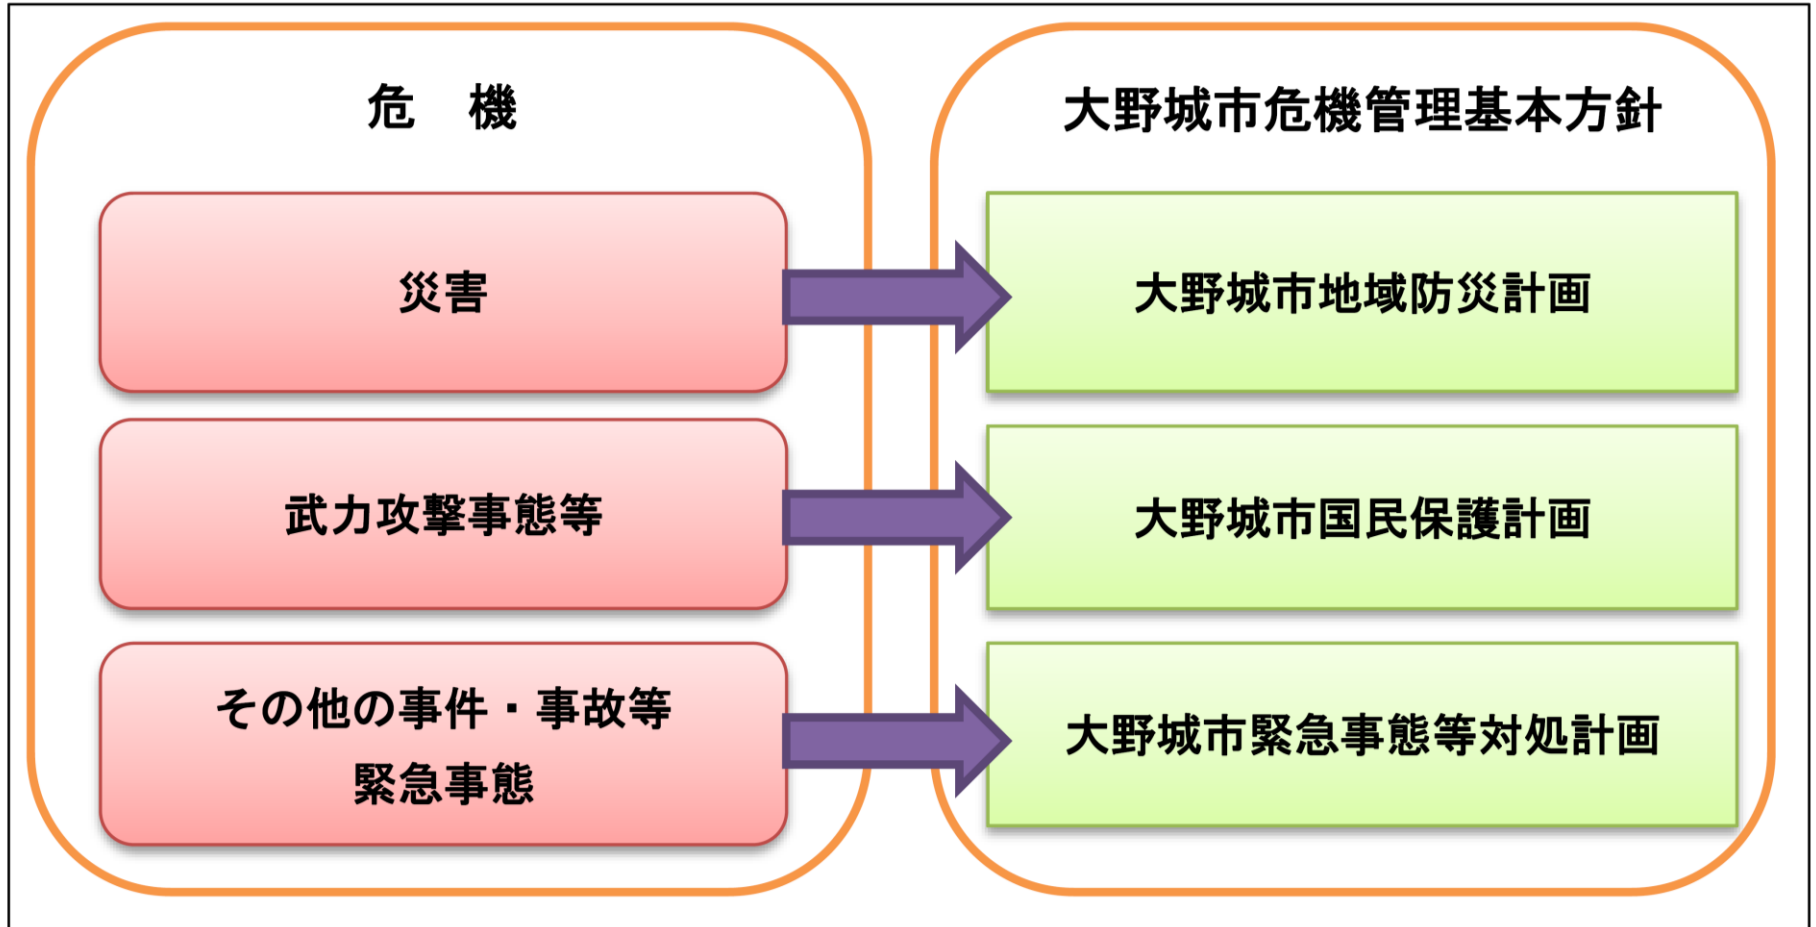 危　機
災害
武力攻撃事態等
その他の事件・事故等
緊急事態
大野城市危機管理基本方針
大野城市地域防災計画
大野城市国民保護計画
大野城市緊急事態等対処計画